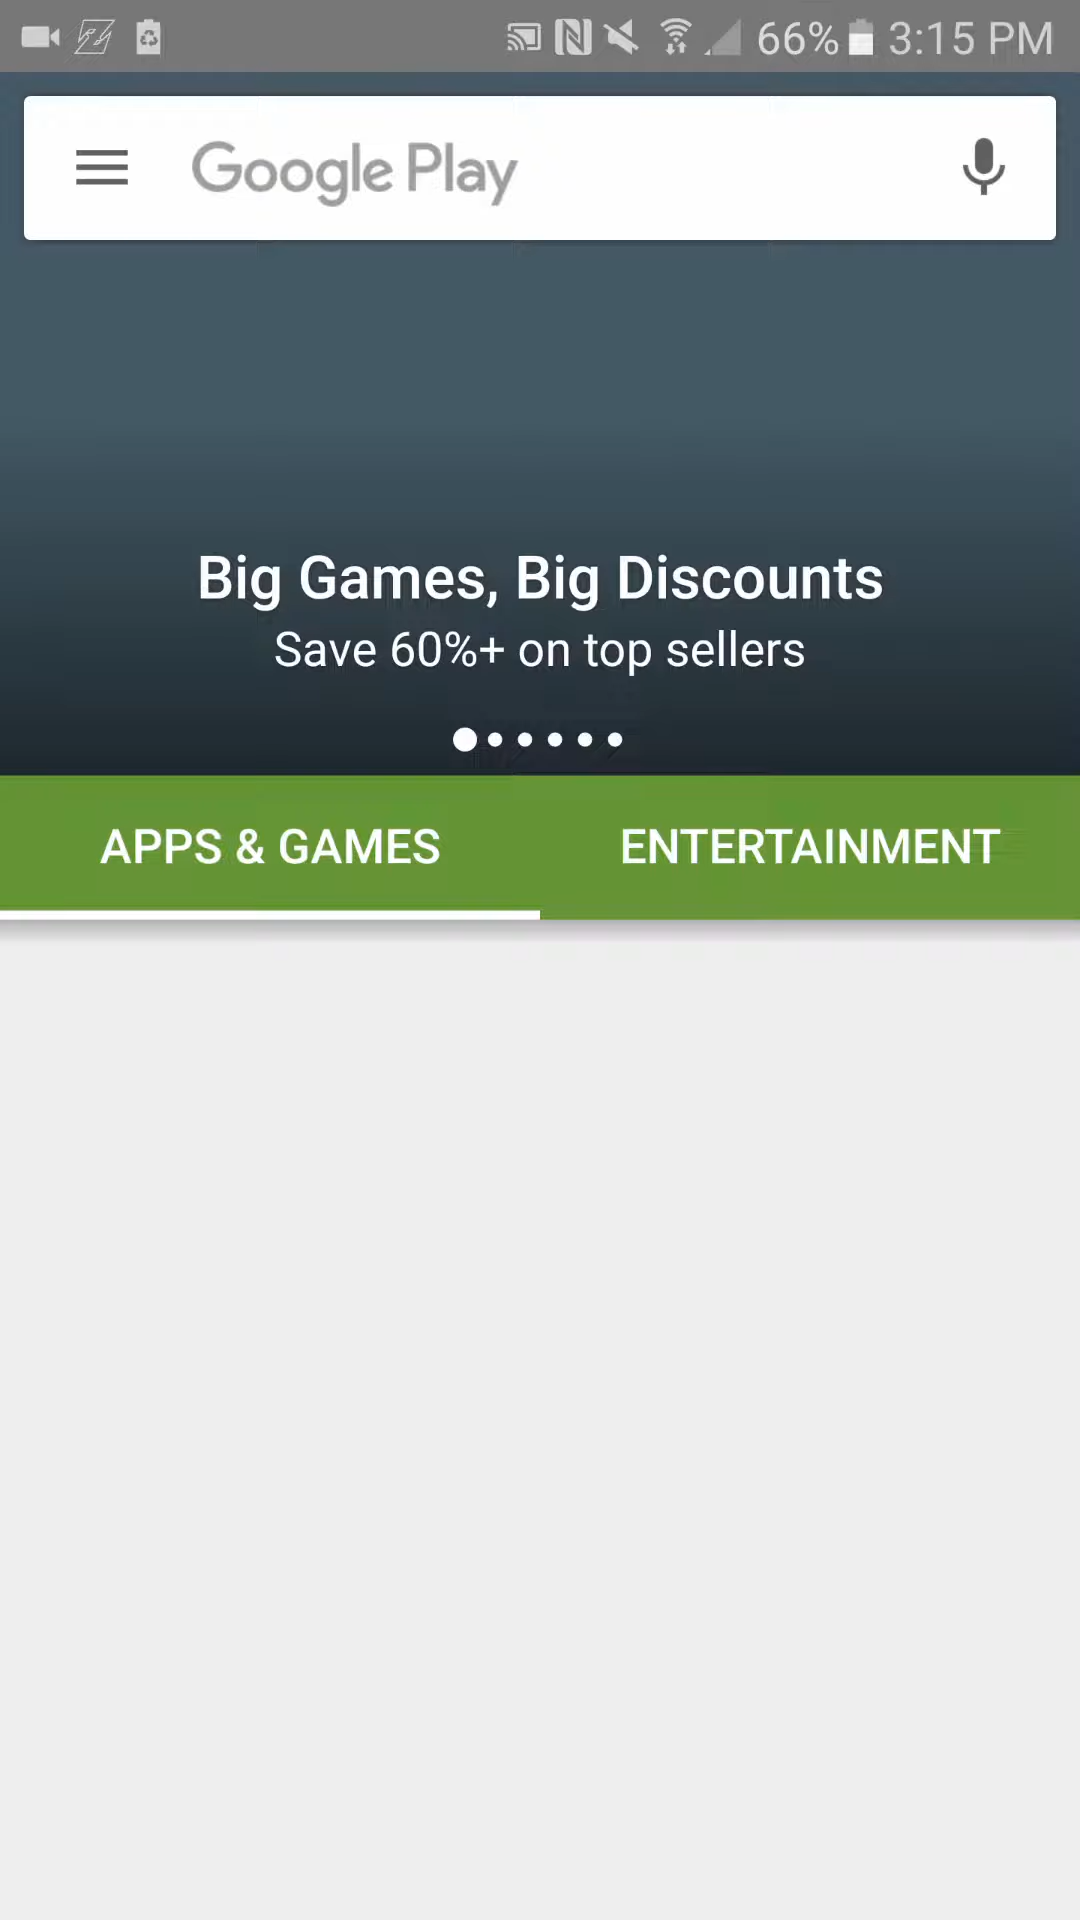 66% 3:15 PM
Google Play
Big Games, Big Discounts
Save 60%+ on top sellers
APPS & GAMES ENTERTAINMENT